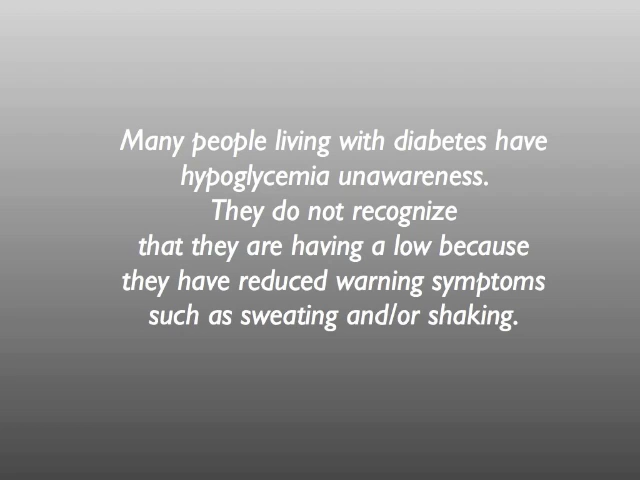 Many people living with diabetes have
hypoglycemia unawareness.
They do not recognize
that they are having a low because
they have reduced warning symptoms
such as sweating and/or shaking.